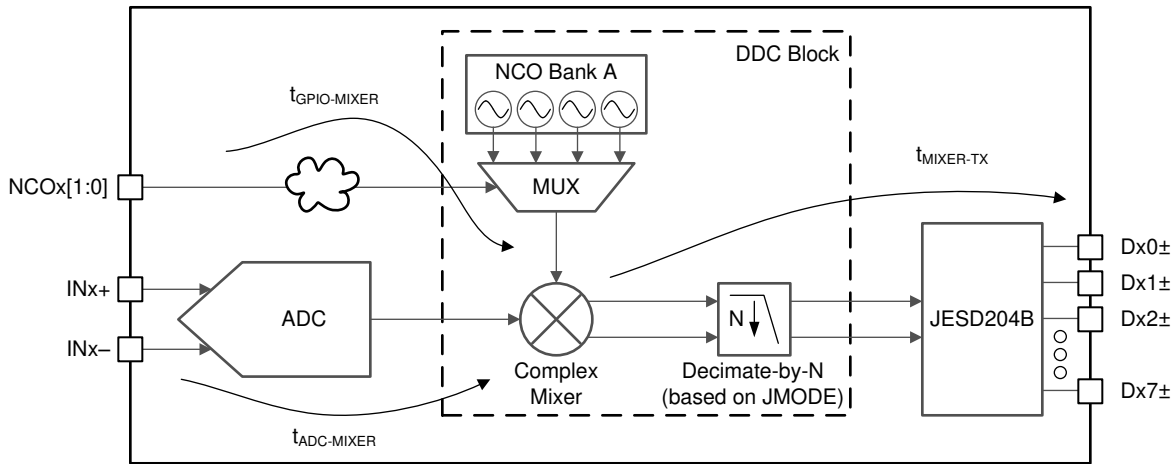 DDC Block
NCO Bank A
tGPIO-MIXER
tMIXER-TX
MUX
NCOx[1:0]
Dx0±
INx+
Dx1±
ADC
N
JESD204B
Dx2±
INx–
Complex
Mixer
Decimate-by-N
(based on JMODE)
Dx7±
tADC-MIXER